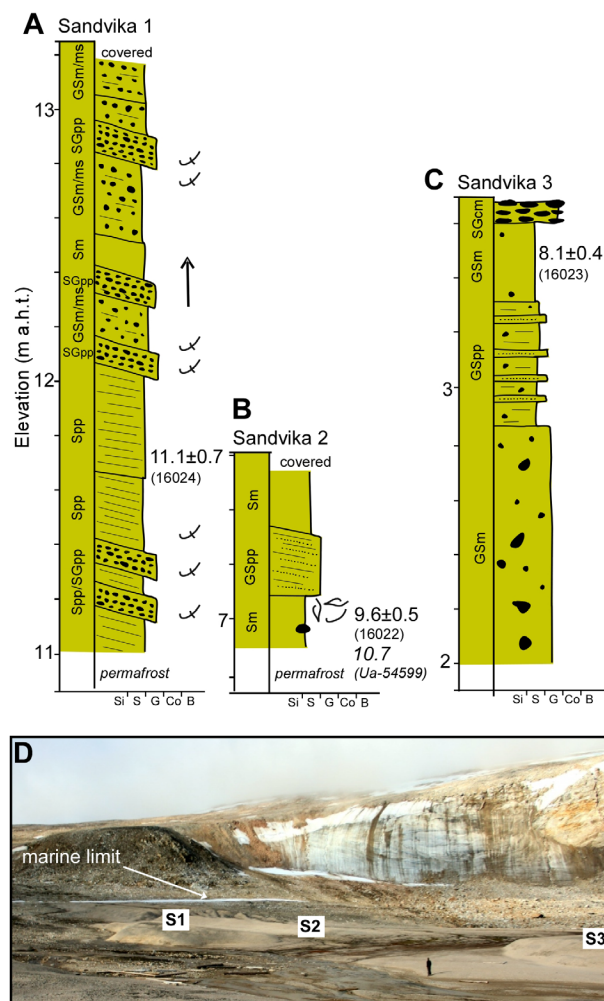 A Sandvika 1
covered
GSm/ms
13
SGpp
GSm/ms
Sm
SGpp
GSm/ms
SGpp
12
Spp
11.1±0.7
(16024)
Spp
Spp/SGpp
11
permafrost
Si S G Co B
Elevation (m a.h.t.)
B
Sandvika 2
covered
Sm
GSpp
7
Sm
9.6±0.5
(16022)
10.7
(Ua-54599)
permafrost
Si S G Co B
C Sandvika 3
SGcm
GSm
8.1±0.4
(16023)
GSpp
3
GSm
2
Si S G Co B
D
marine limit
S1
S2
S3